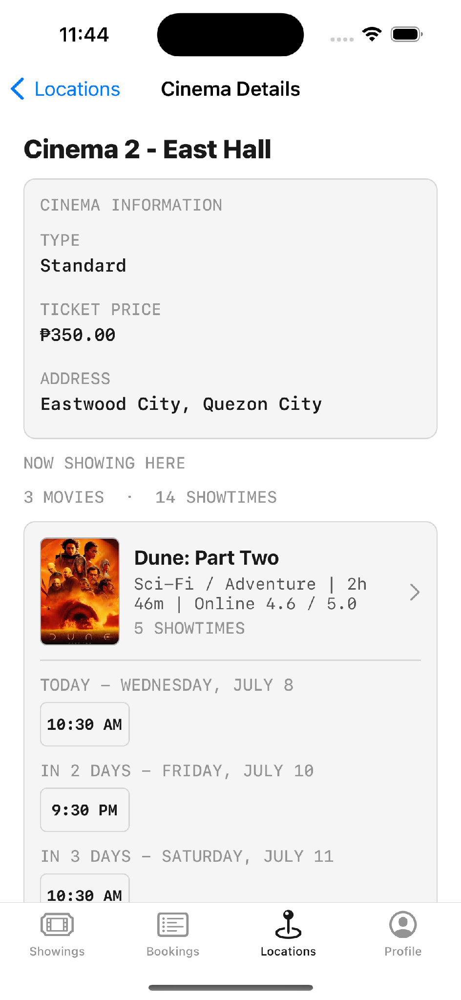 11:44
Locations
Cinema Details
Cinema 2 - East Hall
CINEMA INFORMATION
TYPE
Standard
TICKET PRICE
₱350.00
ADDRESS
Eastwood City, Quezon City
NOW SHOWING HERE
3 MOVIES · 14 SHOWTIMES
Dune: Part Two
Sci-Fi / Adventure | 2h
46m | Online 4.6 / 5.0
5 SHOWTIMES
DUNE
PART TWO
TODAY – WEDNESDAY, JULY 8
10:30 AM
IN 2 DAYS – FRIDAY, JULY 10
9:30 PM
IN 3 DAYS – SATURDAY, JULY 11
10:30 AM
Showings
Bookings
Locations
Profile